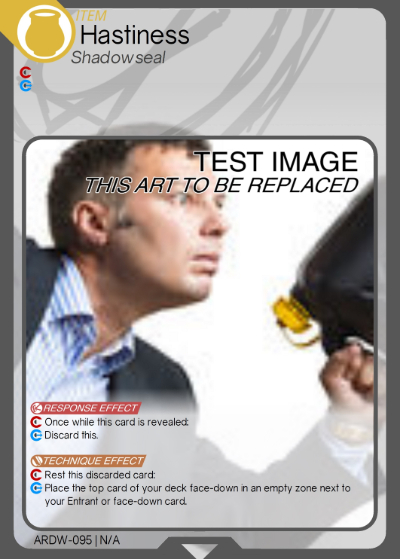 ITEM
Hastiness
Shadowseal
C
C
TEST IMAGE
THIS ART TO BE REPLACED
RESPONSE EFFECT
C Once while this card is revealed:
C Discard this.
TECHNIQUE EFFECT
C Rest this discarded card:
C Place the top card of your deck face-down in an empty zone next to
your Entrant or face-down card.
ARDW-095 | N/A